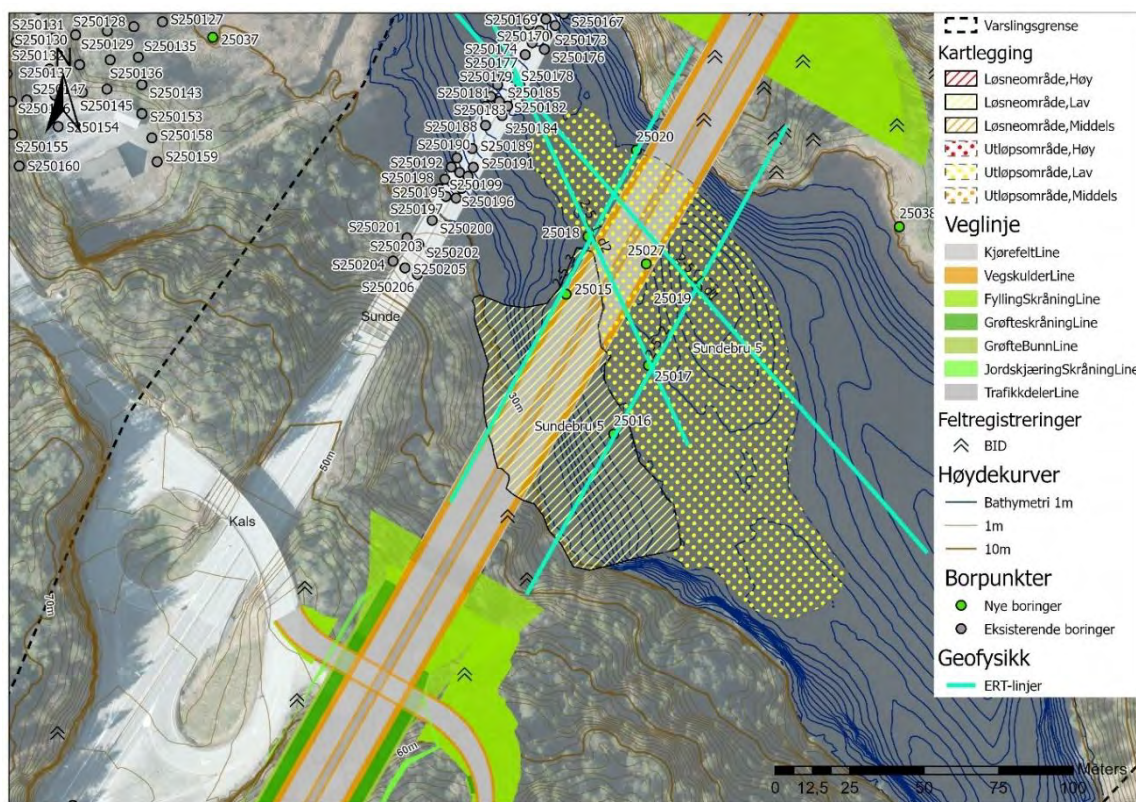 S250131
S250128
S250127
S250130
S250129
S250135
25037
S250137
S250136
S250147
S250145
S250143
S250153
S250154
S250158
S250155
S250159
S250160
S250169
S250167
S250170
S250173
S250174
S250176
S250177
S250178
S250179
S250185
S250181
S250182
S250183
S250184
S250188
S250189
S250190
S250191
S250192
S250198
S250199
S250195
S250196
S250197
S250200
S250201
S250203
S250202
S250204
S250205
S250206
Sunde
25020
25038
25018
25027
25015
25019
Sundebru 5
25017
25016
Sundebru 5
30m
50m
Kals
70m
60m
Varslingsgrense
Kartlegging
Løsneområde,Høy
Løsneområde,Lav
Løsneområde,Middels
Utløpsområde,Høy
Utløpsområde,Lav
Utløpsområde,Middels
Veglinje
KjørefeltLine
VegskulderLine
FyllingSkråningLine
GrøfteskråningLine
GrøfteBunnLine
JordskjæringSkråningLine
TrafikkdelerLine
Feltregistreringer
BID
Høydekurver
Bathymetri 1m
1m
10m
Borpunkter
Nye boringer
Eksisterende boringer
Geofysikk
ERT-linjer
Meters
0 12,5 25 50 75 100